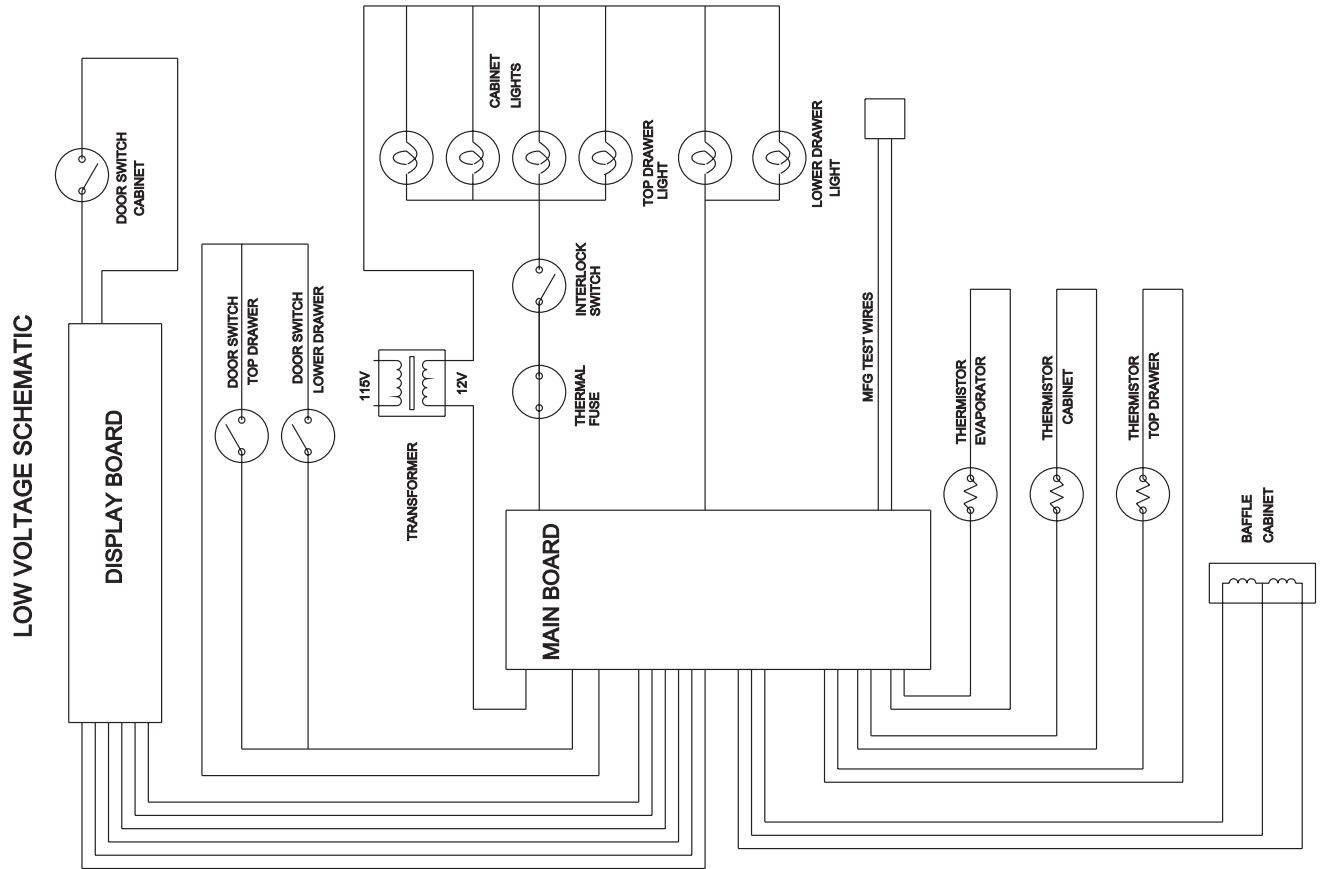 LOW VOLTAGE SCHEMATIC
DISPLAY BOARD
DOOR SWITCH
CABINET
DOOR SWITCH
TOP DRAWER
DOOR SWITCH
LOWER DRAWER
115V
12V
TRANSFORMER
CABINET
LIGHTS
INTERLOCK
SWITCH
THERMAL
FUSE
TOP DRAWER
LIGHT
LOWER DRAWER
LIGHT
MAIN BOARD
MFG TEST WIRES
THERMISTOR
EVAPORATOR
THERMISTOR
CABINET
THERMISTOR
TOP DRAWER
BAFFLE
CABINET